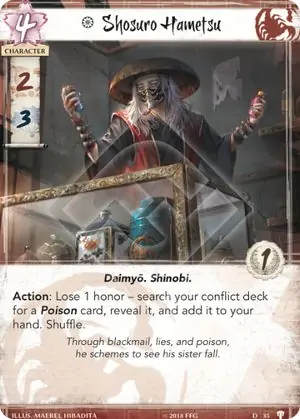 4
Shosuro Hametsu
CHARACTER
2
3
1
Daimyō. Shinobi.
Action: Lose 1 honor – search your conflict deck
for a Poison card, reveal it, and add it to your
hand. Shuffle.
Through blackmail, lies, and poison,
he schemes to see his sister fall.
ILLUS. MAEREL HIBADITA
© 2018 FFG
D 35